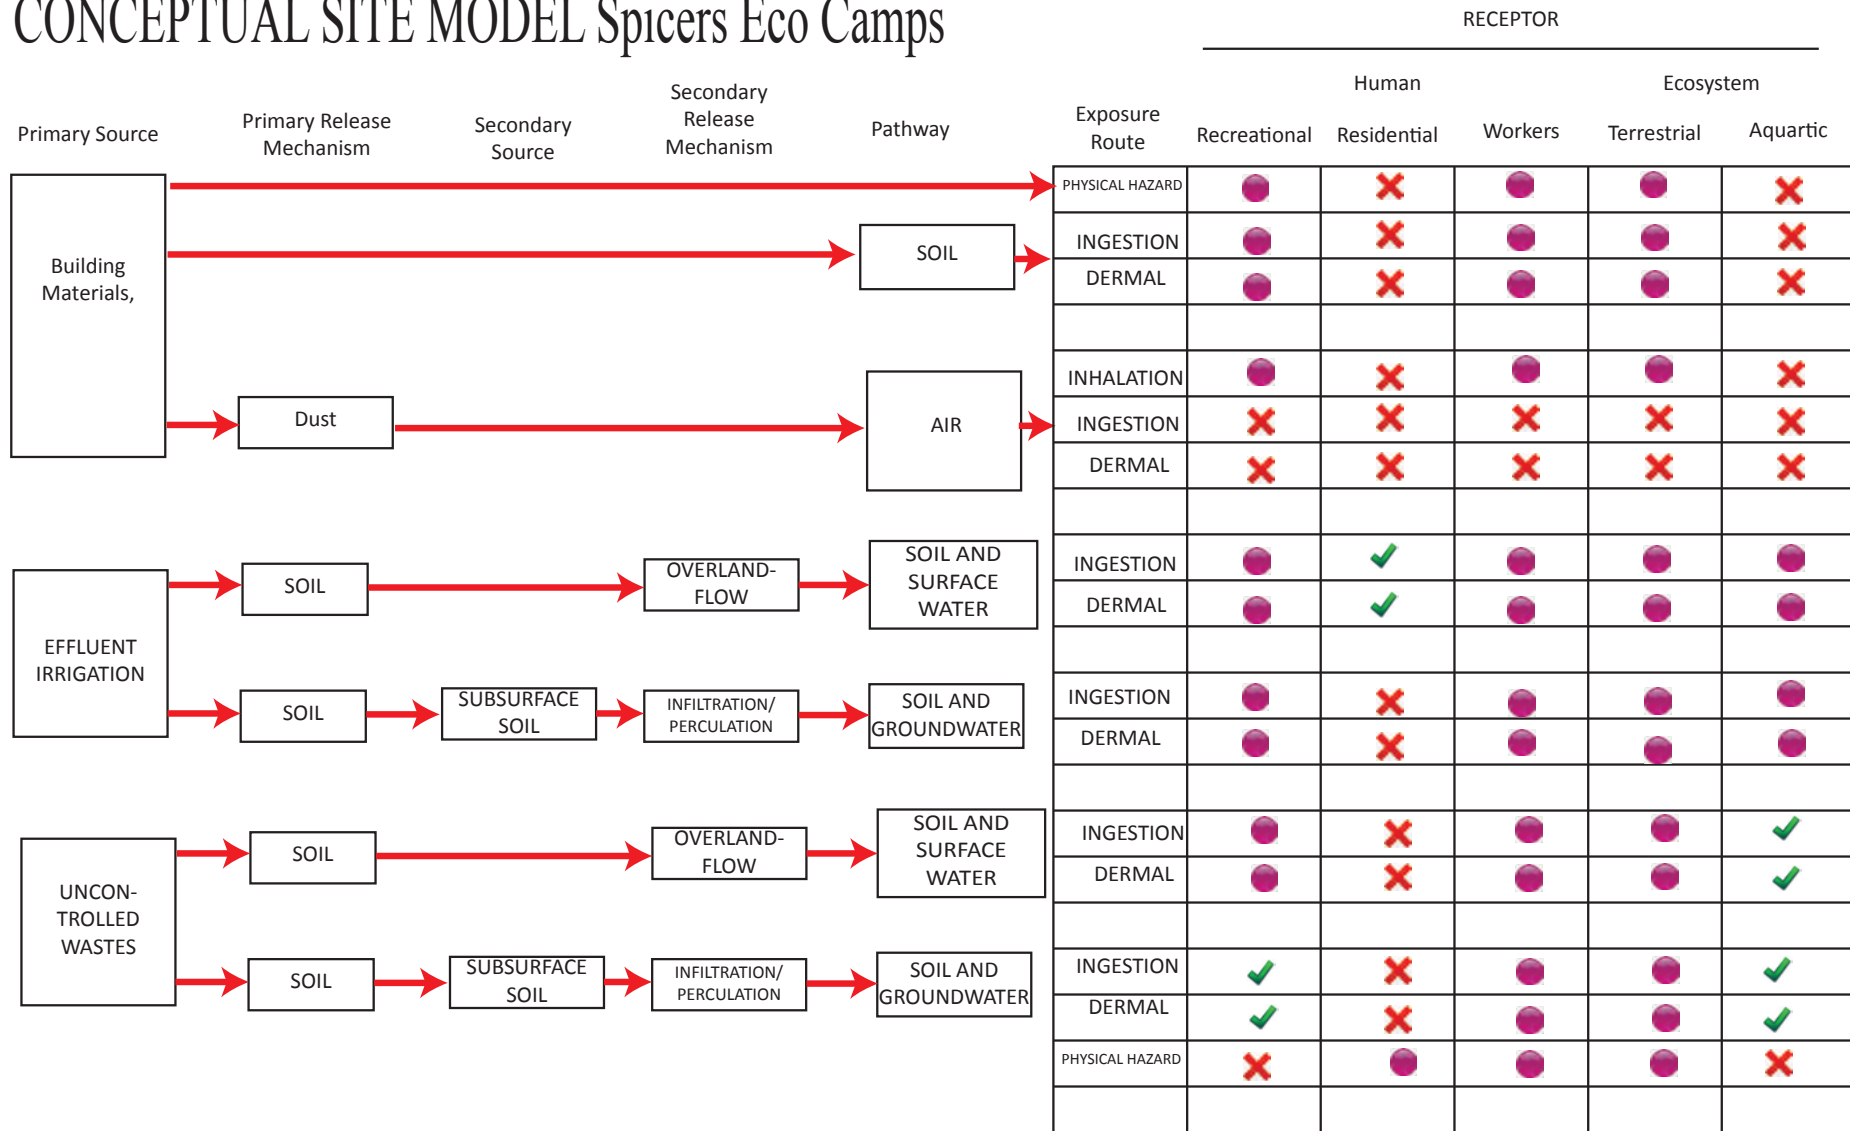 CONCEPTUAL SITE MODEL Spicers Eco Camps
RECEPTOR
Human
Ecosystem
Primary Source
Primary Release
Mechanism
Secondary
Source
Secondary
Release
Mechanism
Pathway
Exposure
Route
Recreational
Residential
Workers
Terrestrial
Aquartic
Building
Materials,
PHYSICAL HAZARD
SOIL
INGESTION
DERMAL
Dust
AIR
INHALATION
INGESTION
DERMAL
EFFLUENT
IRRIGATION
SOIL
OVERLAND-
FLOW
SOIL AND
SURFACE
WATER
INGESTION
DERMAL
SOIL
SUBSURFACE
SOIL
INFILTRATION/
PERCULATION
SOIL AND
GROUNDWATER
INGESTION
DERMAL
UNCON-
TROLLED
WASTES
SOIL
OVERLAND-
FLOW
SOIL AND
SURFACE
WATER
INGESTION
DERMAL
SOIL
SUBSURFACE
SOIL
INFILTRATION/
PERCULATION
SOIL AND
GROUNDWATER
INGESTION
DERMAL
PHYSICAL HAZARD